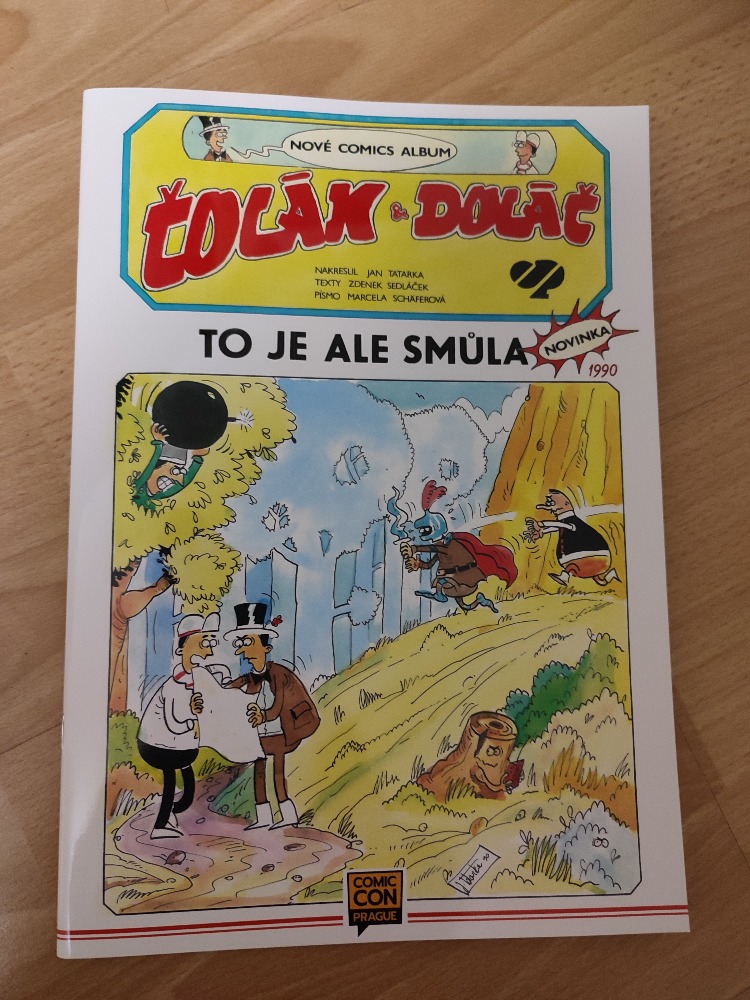 NOVÉ COMICS ALBUM
ČOLÁK & DOLÁČ
NAKRESLIL JAN TATARKA
TEXTY ZDENEK SEDLÁČEK
PÍSMO MARCELA SCHÄFEROVÁ
TO JE ALE SMŮLA
NOVINKA
1990
COMIC
CON
PRAGUE